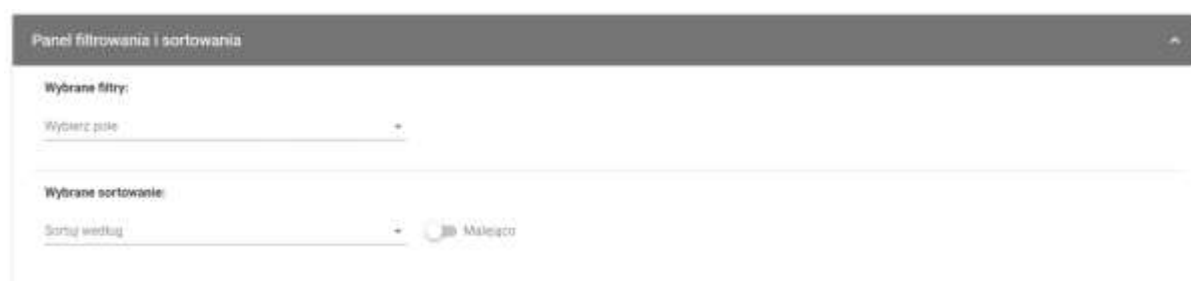 Panel filtrowania i sortowania
Wybrane filtry:
Wybierz pole
Wybrane sortowanie:
Sortuj według
Malejąco